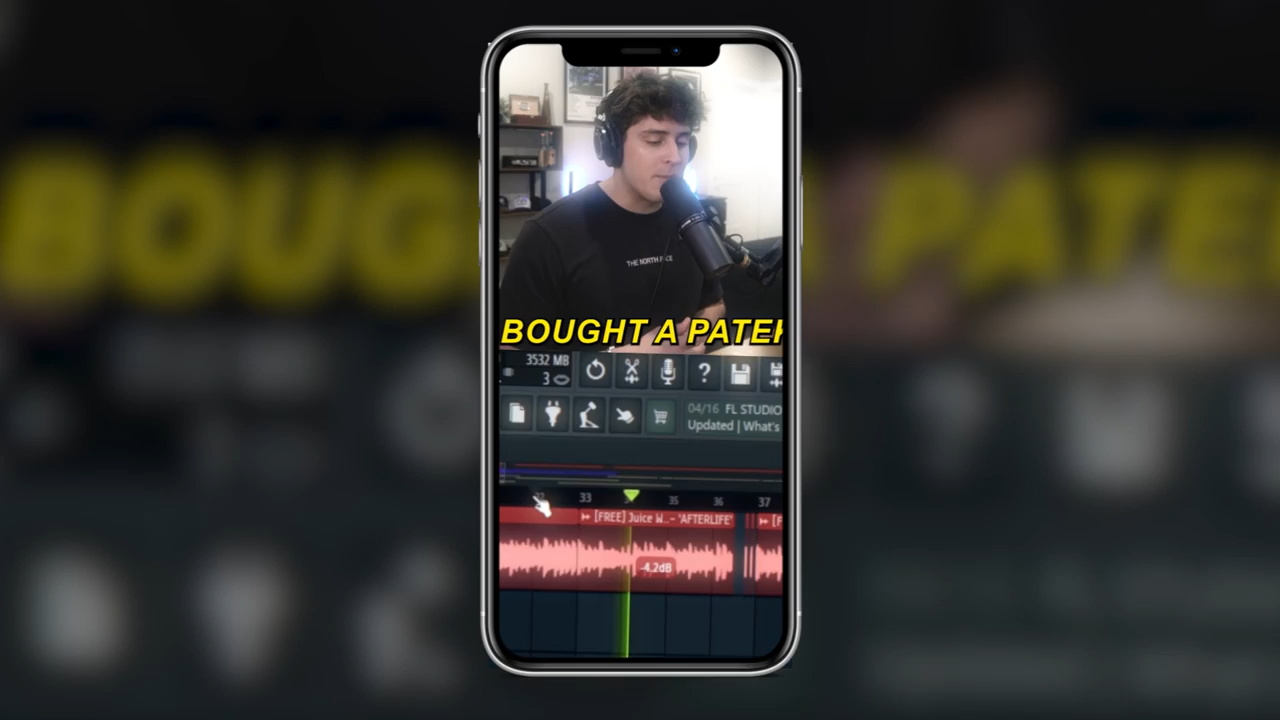 THE NORTH FACE
BOUGHT A PATEK
3532 MB
3
04/16 FL STUDIO
Updated | What's
33
35
36
37
[FREE] Juice W...- 'AFTERLIFE'
[F
-4.2dB